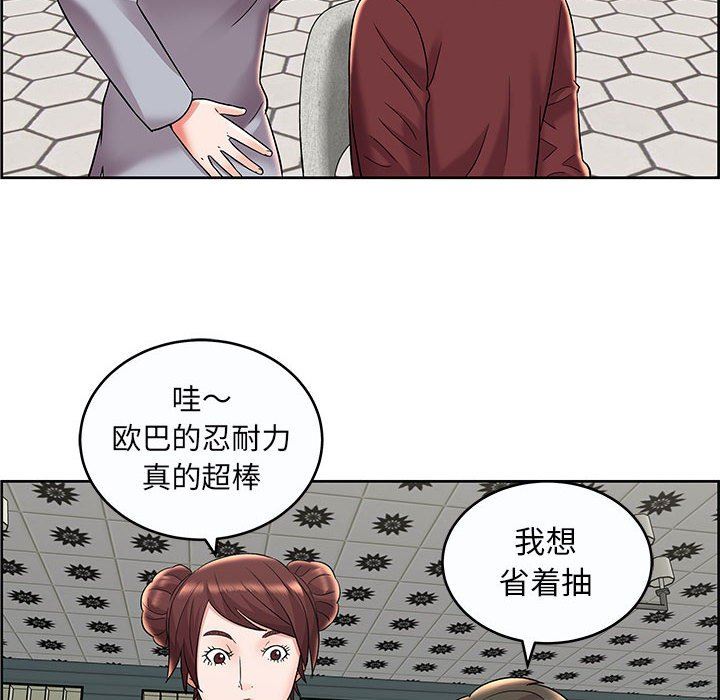 哇～
欧巴的忍耐力
真的超棒
我想
省着抽